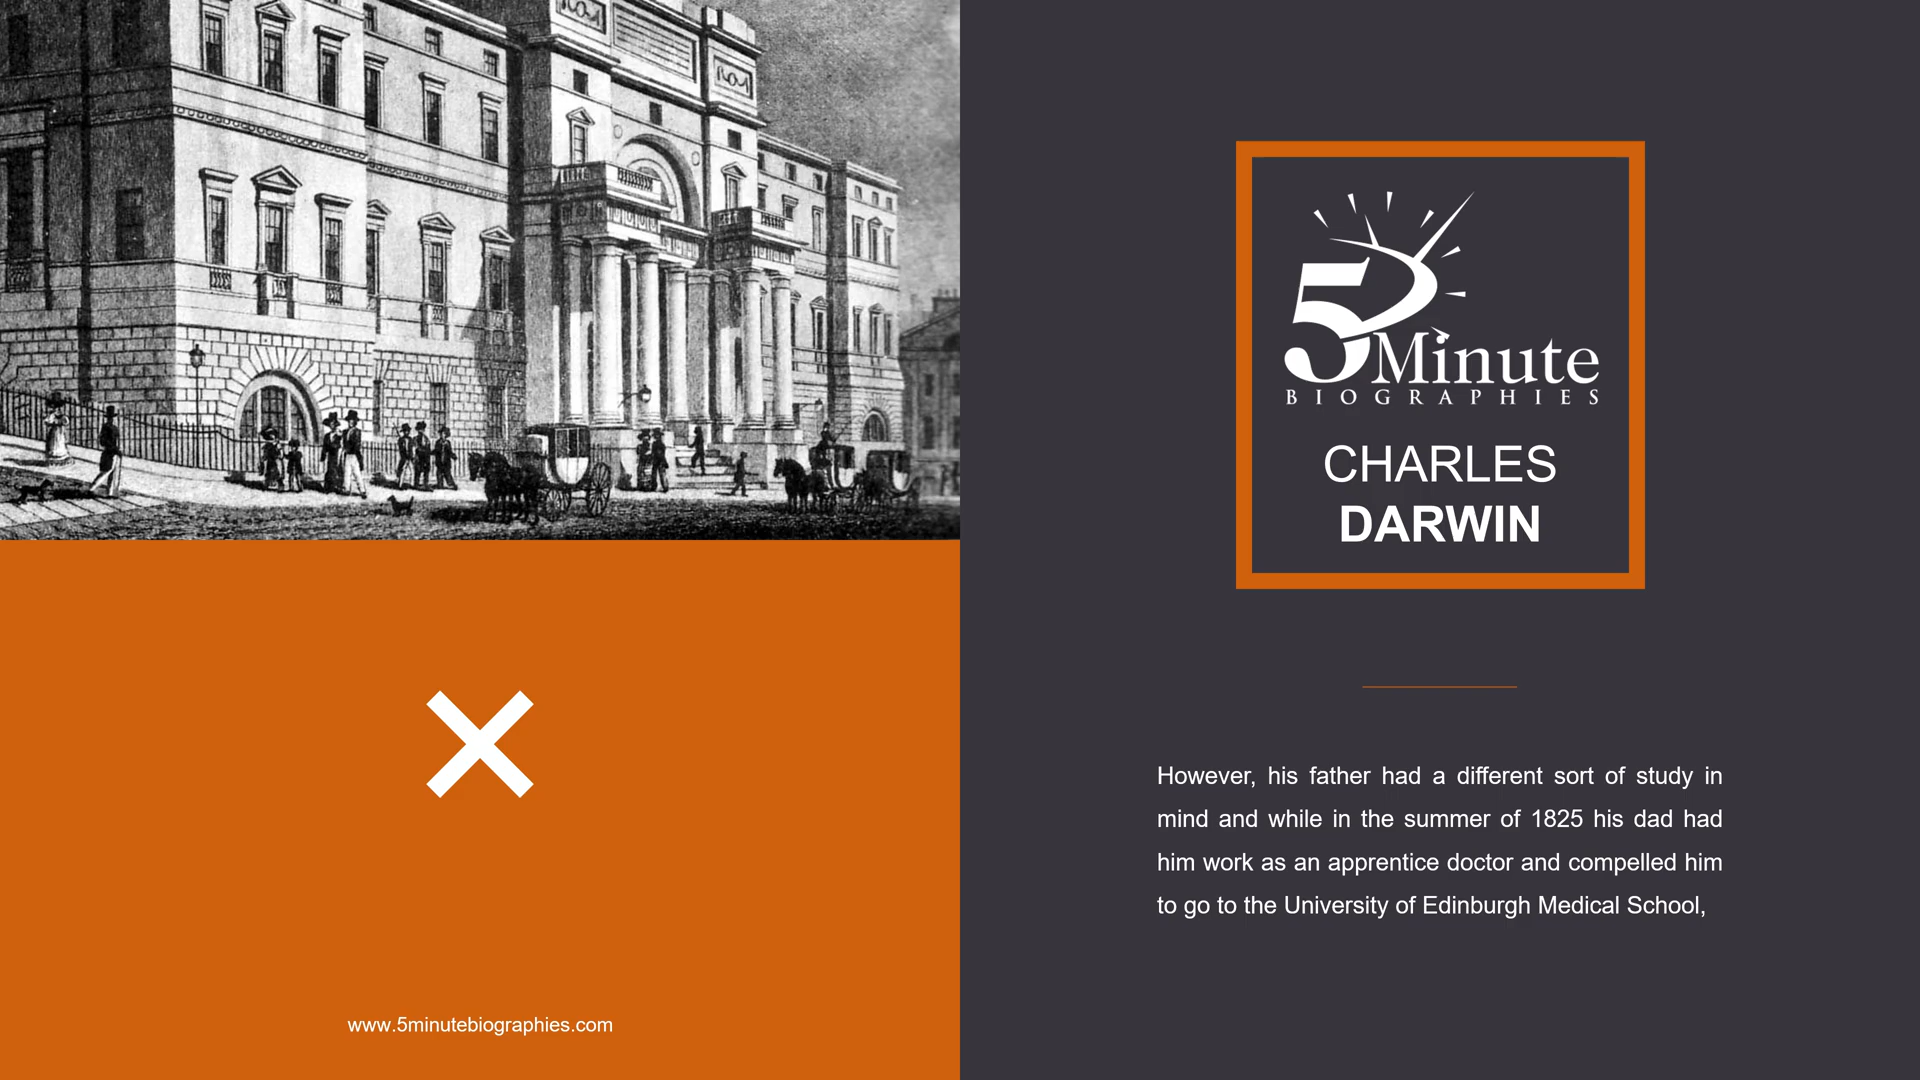 5 Minute
BIOGRAPHIES
CHARLES
DARWIN
However, his father had a different sort of study in
mind and while in the summer of 1825 his dad had
him work as an apprentice doctor and compelled him
to go to the University of Edinburgh Medical School,
www.5minutebiographies.com